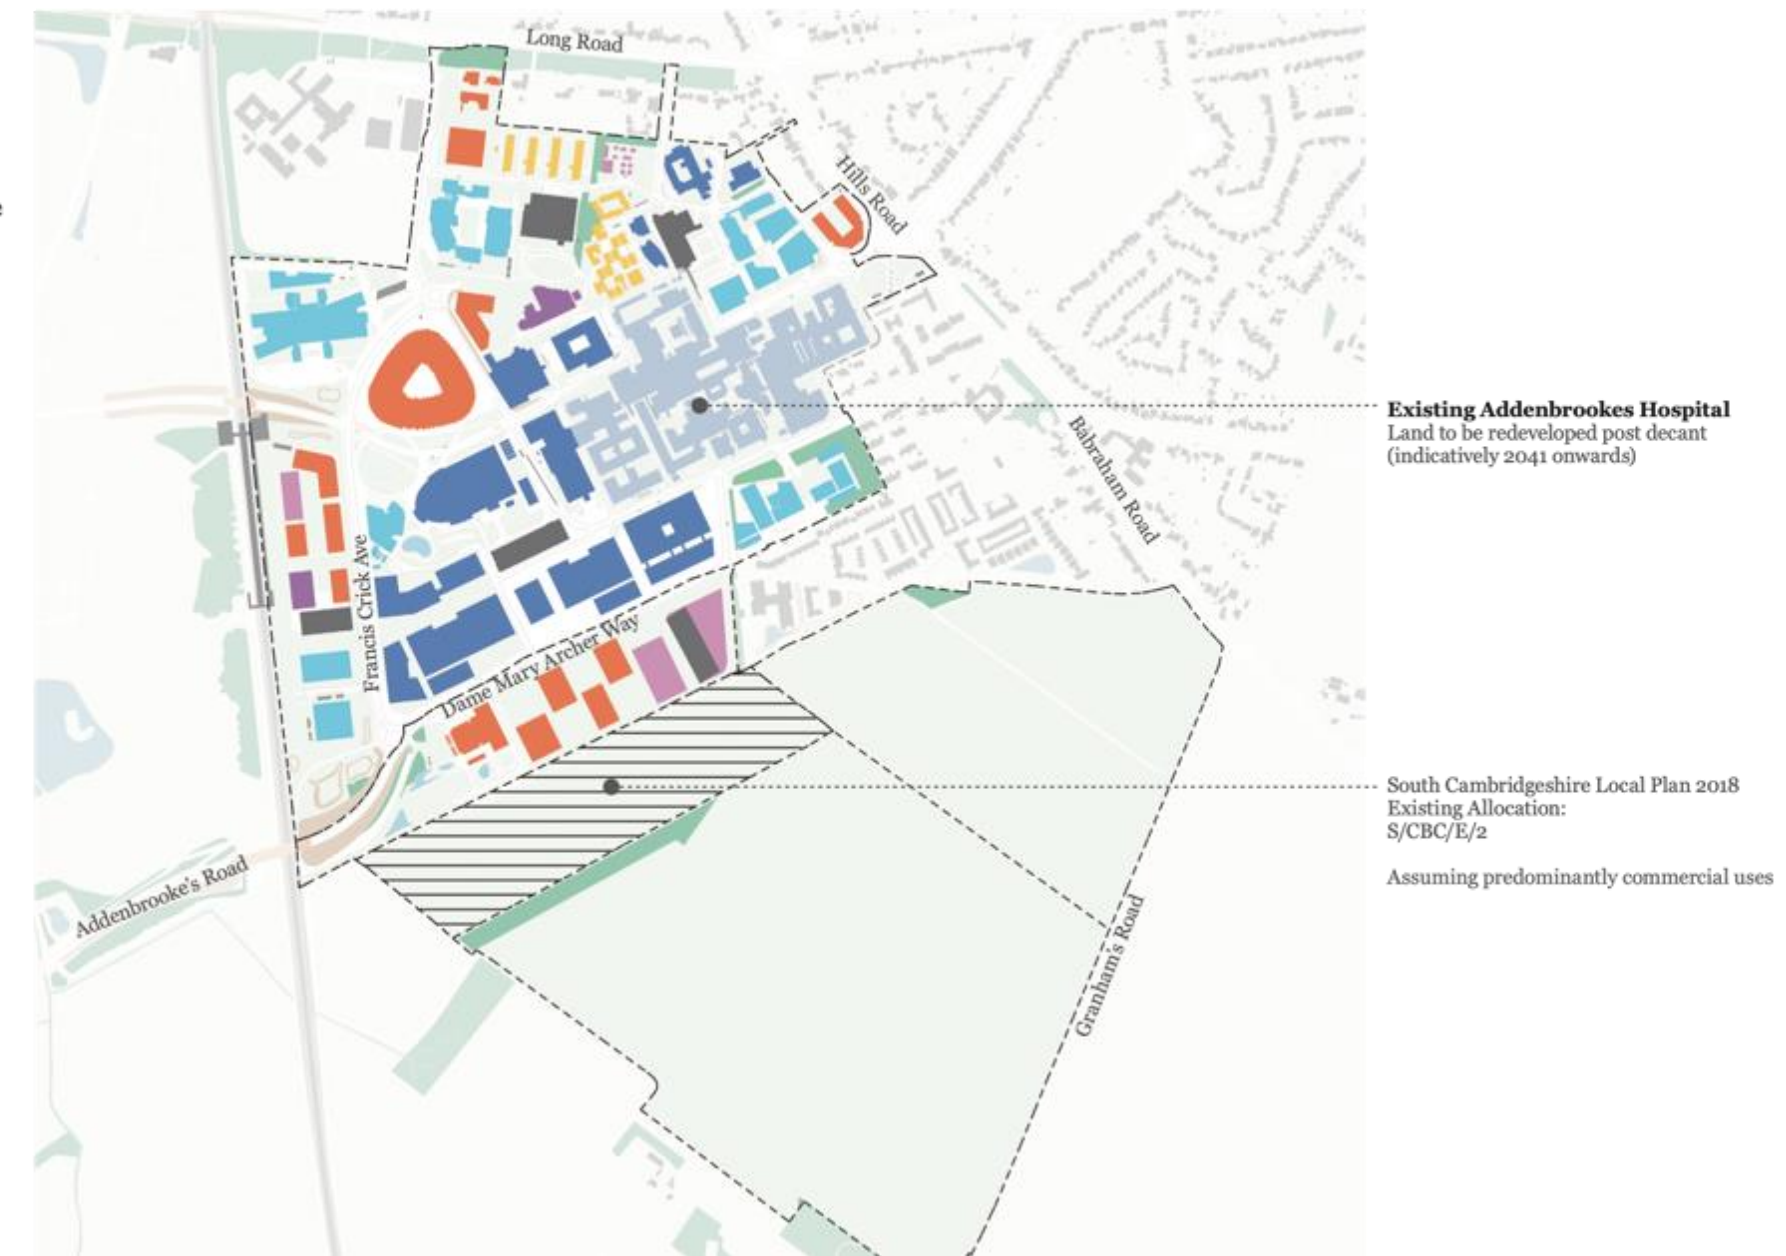 Long Road
Hills Road
Existing Addenbrookes Hospital
Land to be redeveloped post decant
(indicatively 2041 onwards)
Babraham Road
Francis Crick Ave
Dame Mary Archer Way
South Cambridgeshire Local Plan 2018
Existing Allocation:
S/CBC/E/2
Assuming predominantly commercial uses
Addenbrooke's Road
Granham's Road